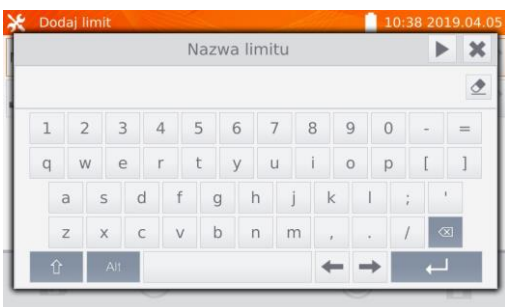 Dodaj limit 10:38 2019.04.05
Nazwa limitu
1 2 3 4 5 6 7 8 9 0 - =
q w e r t y u i o p [ ]
a s d f g h j k l ; '
z x c v b n m , . /
Alt